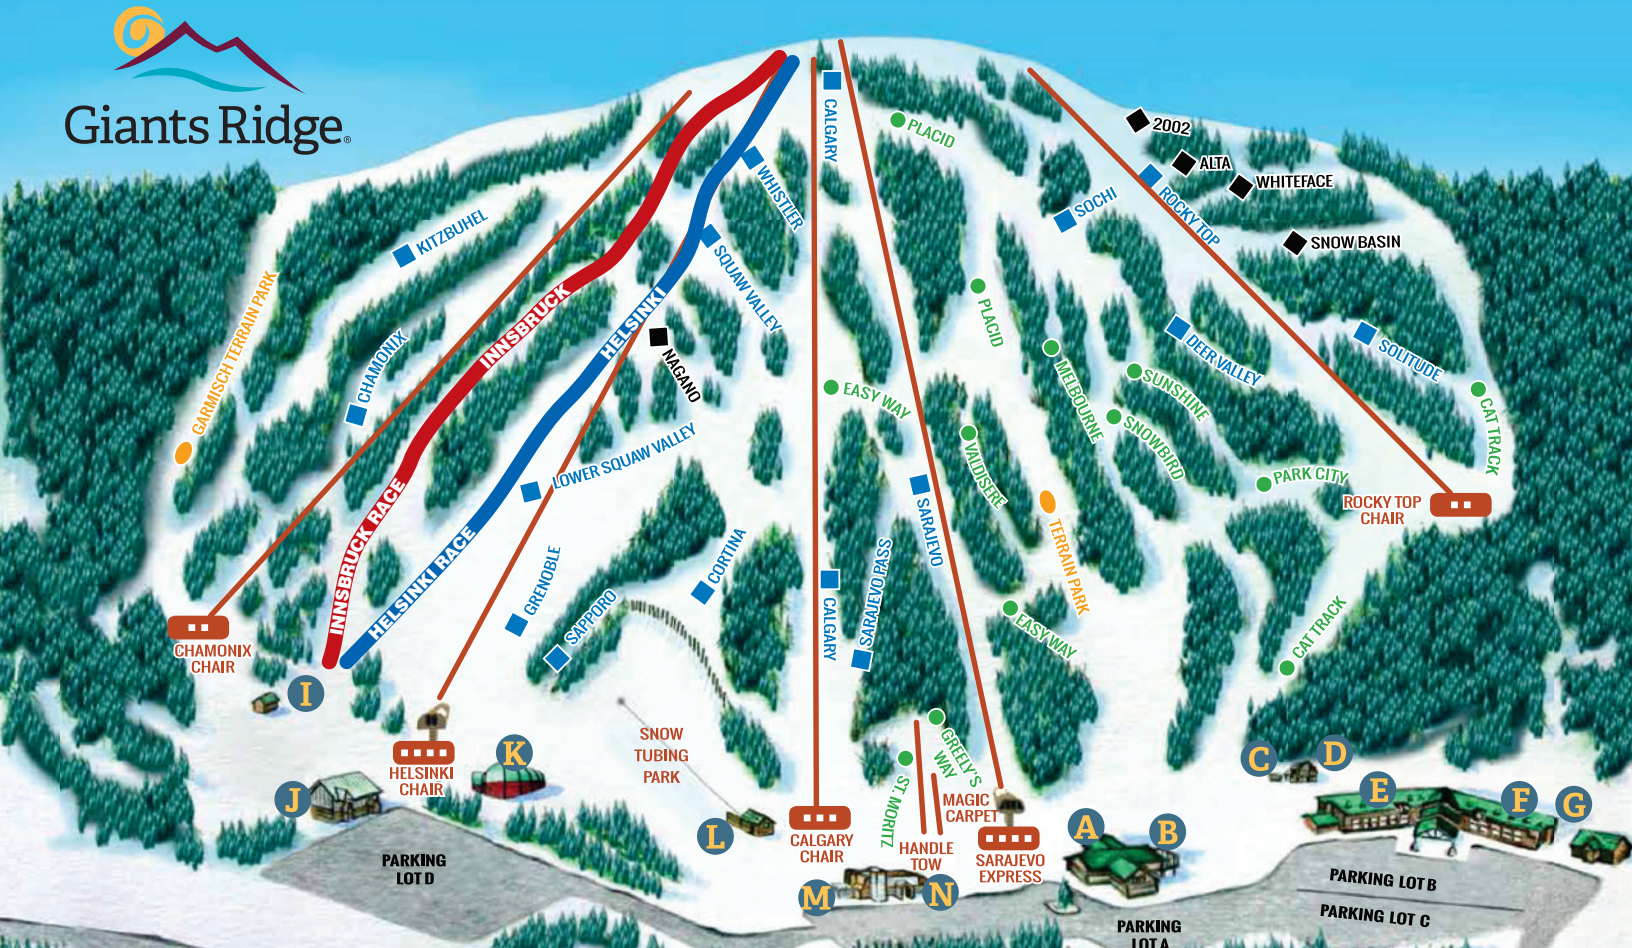 Giants Ridge®
CALGARY
PLACID
2002
ALTA
WHITEFACE
ROCKY TOP
SOCHI
SNOW BASIN
WHISTLER
KITZBUHEL
SQUAW VALLEY
GARMISCH TERRAIN PARK
CHAMONIX
INNSBRUCK
HELSINKI
NAGANO
PLACID
MELBOURNE
SUNSHINE
DEER VALLEY
SOLITUDE
CAT TRACK
EASY WAY
SNOWBIRD
VALDISERE
PARK CITY
LOWER SQUAW VALLEY
SARAJEVO
ROCKY TOP
CHAIR
INNSBRUCK RACE
HELSINKI RACE
GRENOBLE
SAPPORO
CORTINA
CALGARY
SARAJEVO PASS
TERRAIN PARK
EASY WAY
CAT TRACK
CHAMONIX
CHAIR
I
SNOW
TUBING
PARK
HELSINKI
CHAIR
K
J
L
CALGARY
CHAIR
ST. MORITZ
GREELY'S
WAY
MAGIC
CARPET
HANDLE
TOW
SARAJEVO
EXPRESS
A
B
C
D
E
F
G
M
N
PARKING
LOT D
PARKING LOT B
PARKING LOT C
PARKING
LOT A